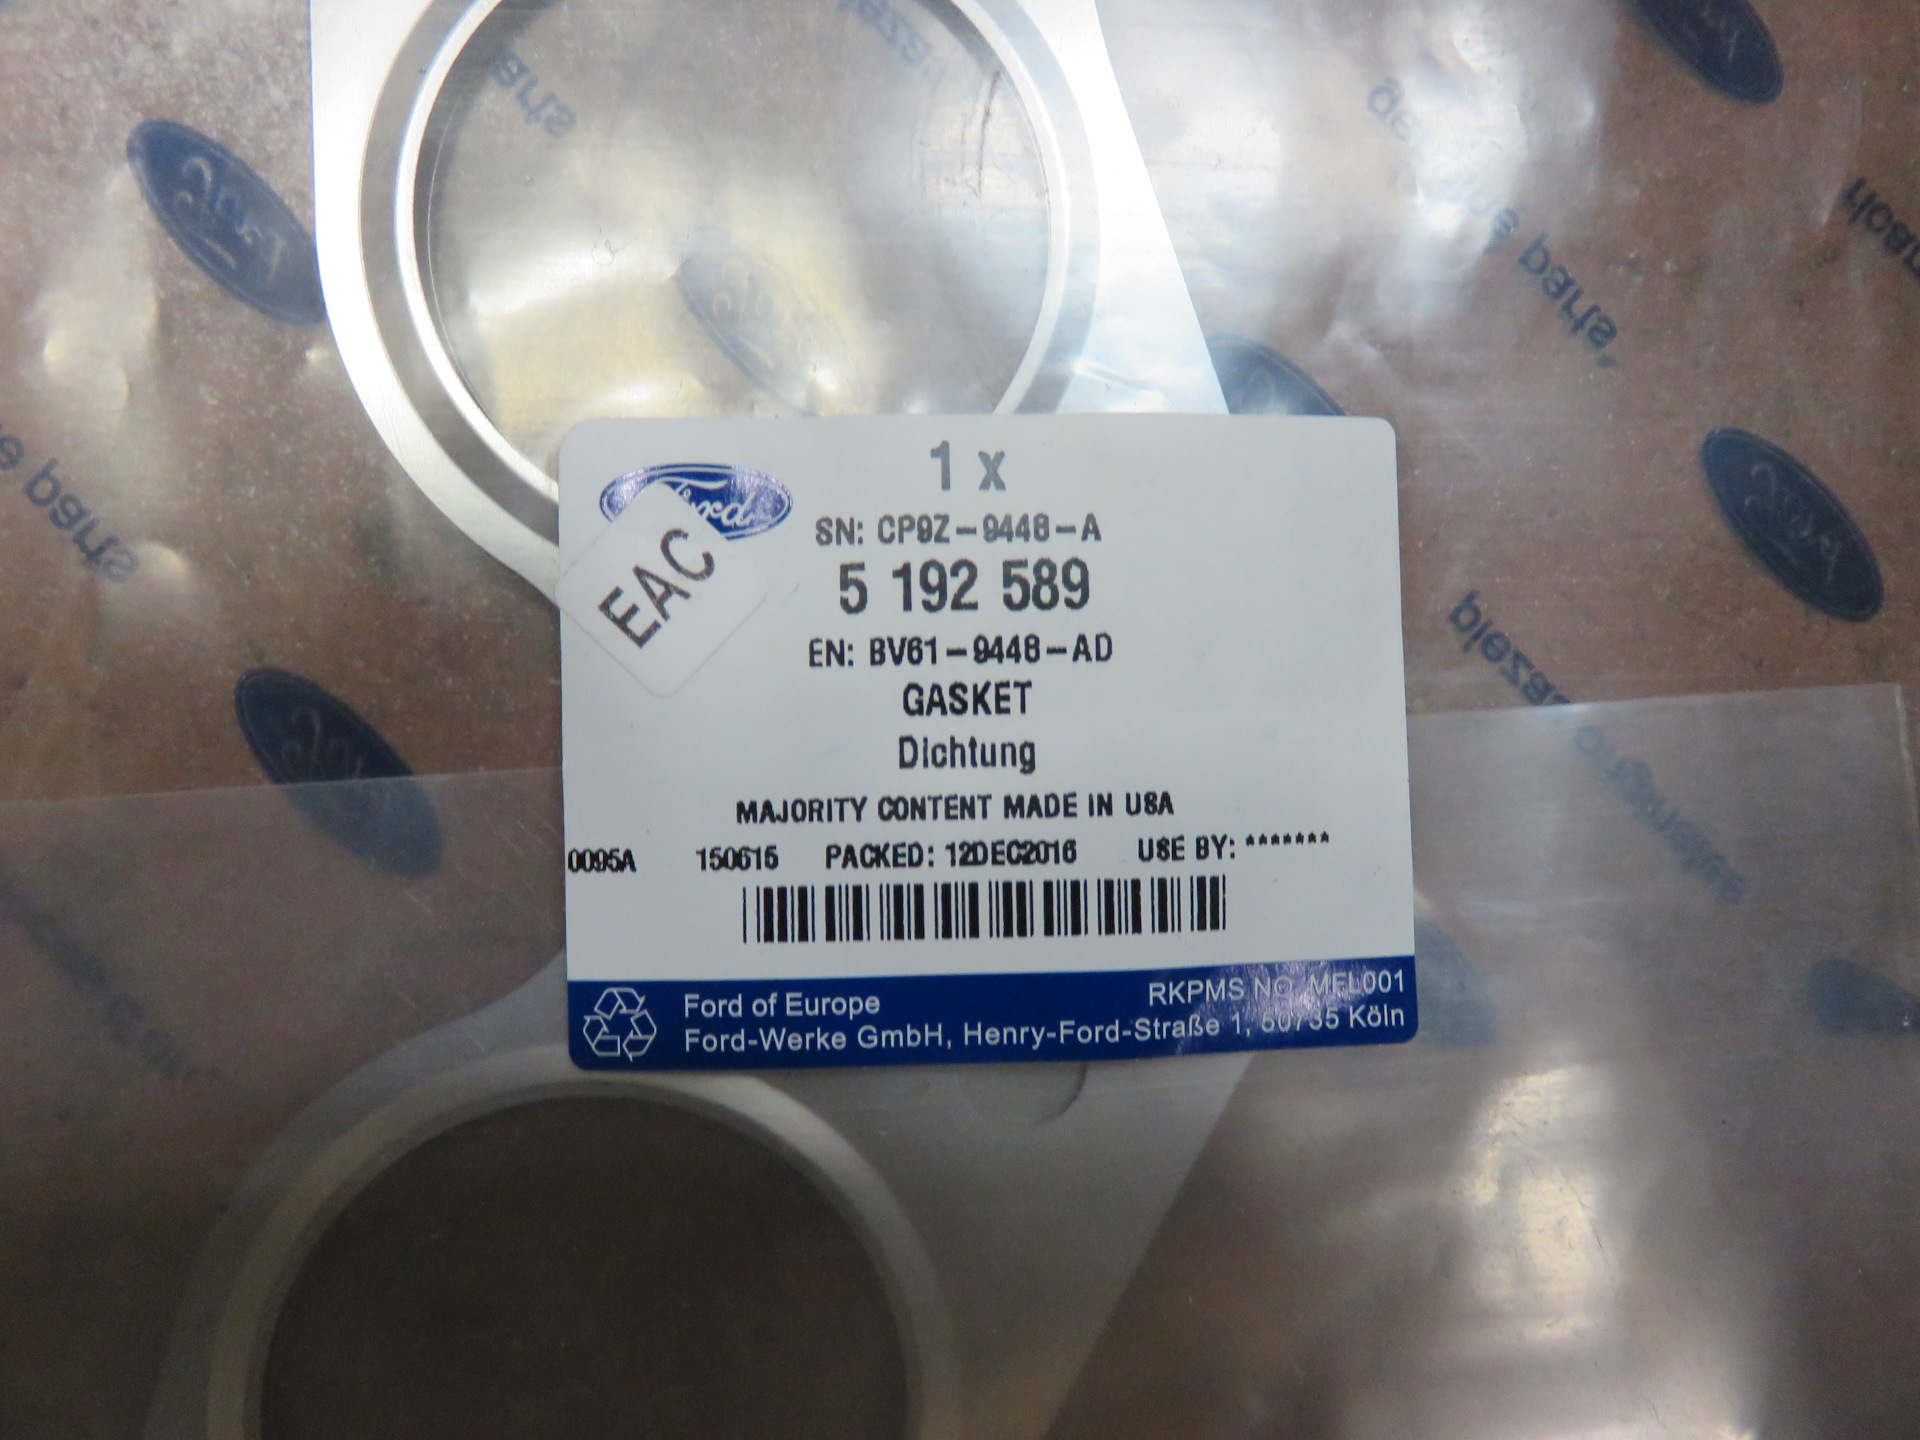 1 x
Ford
EAC
SN: CP9Z-9448-A
5 192 589
EN: BV61-9448-AD
GASKET
Dichtung
MAJORITY CONTENT MADE IN USA
0095A 150615 PACKED: 12DEC2016 USE BY: *******
Ford of Europe RKPMS NO. MFL001
Ford-Werke GmbH, Henry-Ford-Straße 1, 50735 Köln